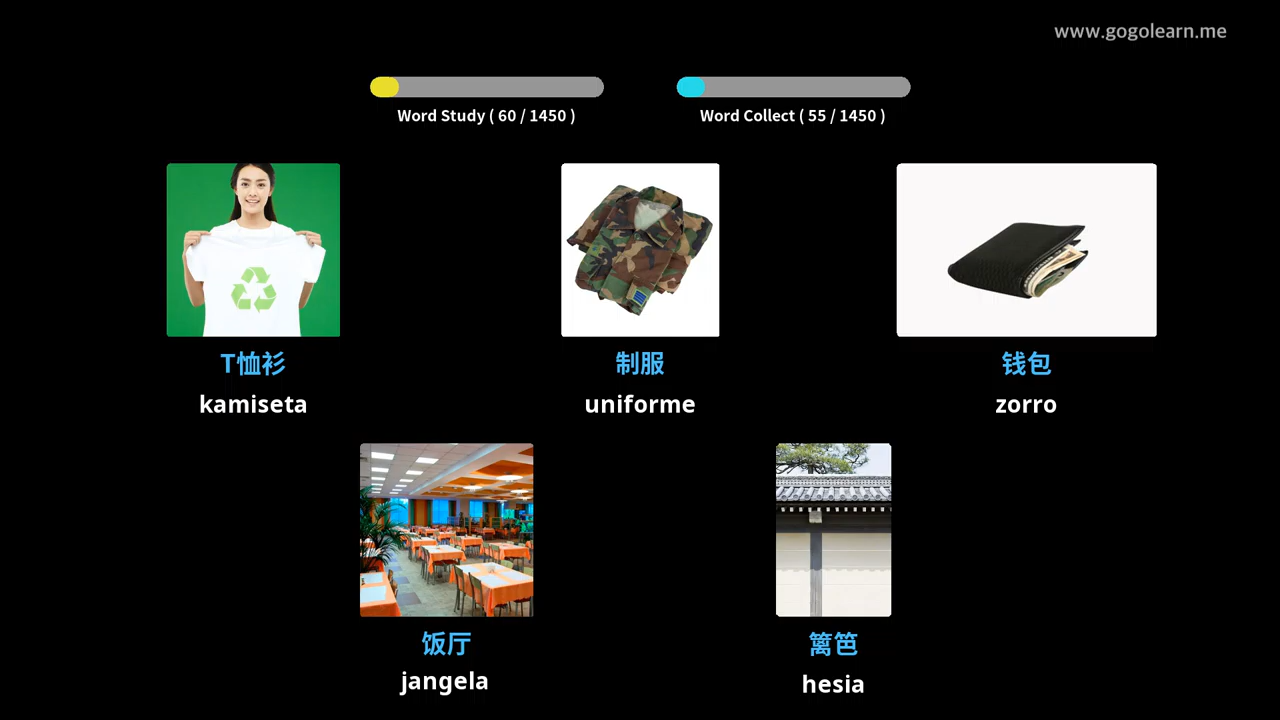 www.gogolearn.me
Word Study ( 60 / 1450 )
Word Collect ( 55 / 1450 )
T恤衫
制服
钱包
kamiseta
uniforme
zorro
饭厅
篱笆
jangela
hesia